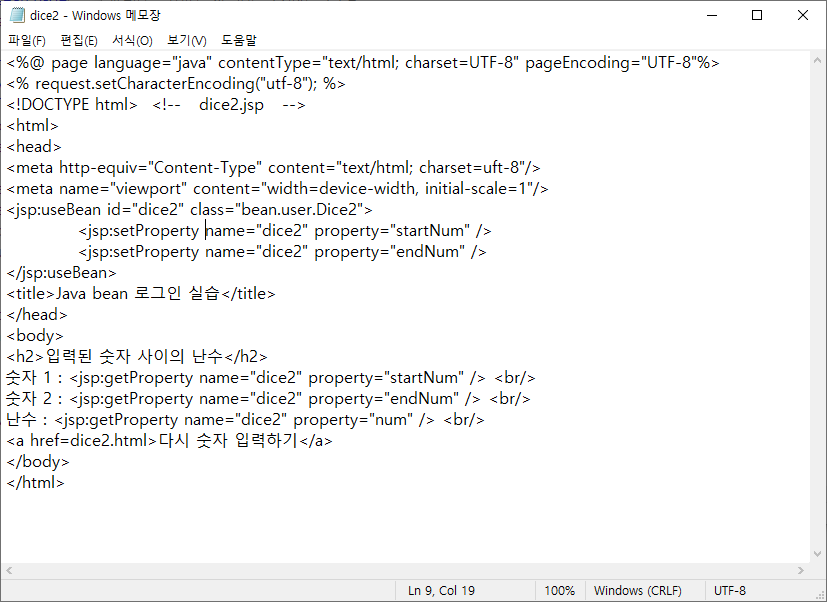 dice2 - Windows 메모장
파일(F) 편집(E) 서식(O) 보기(V) 도움말
<%@ page language="java" contentType="text/html; charset=UTF-8" pageEncoding="UTF-8"%>
<% request.setCharacterEncoding("utf-8"); %>
<!DOCTYPE html> <!-- dice2.jsp -->
<html>
<head>
<meta http-equiv="Content-Type" content="text/html; charset=uft-8"/>
<meta name="viewport" content="width=device-width, initial-scale=1"/>
<jsp:useBean id="dice2" class="bean.user.Dice2">
<jsp:setProperty name="dice2" property="startNum" />
<jsp:setProperty name="dice2" property="endNum" />
</jsp:useBean>
<title>Java bean 로그인 실습</title>
</head>
<body>
<h2>입력된 숫자 사이의 난수</h2>
숫자 1 : <jsp:getProperty name="dice2" property="startNum" /> <br/>
숫자 2 : <jsp:getProperty name="dice2" property="endNum" /> <br/>
난수 : <jsp:getProperty name="dice2" property="num" /> <br/>
<a href=dice2.html>다시 숫자 입력하기</a>
</body>
</html>
Ln 9, Col 19 100% Windows (CRLF) UTF-8